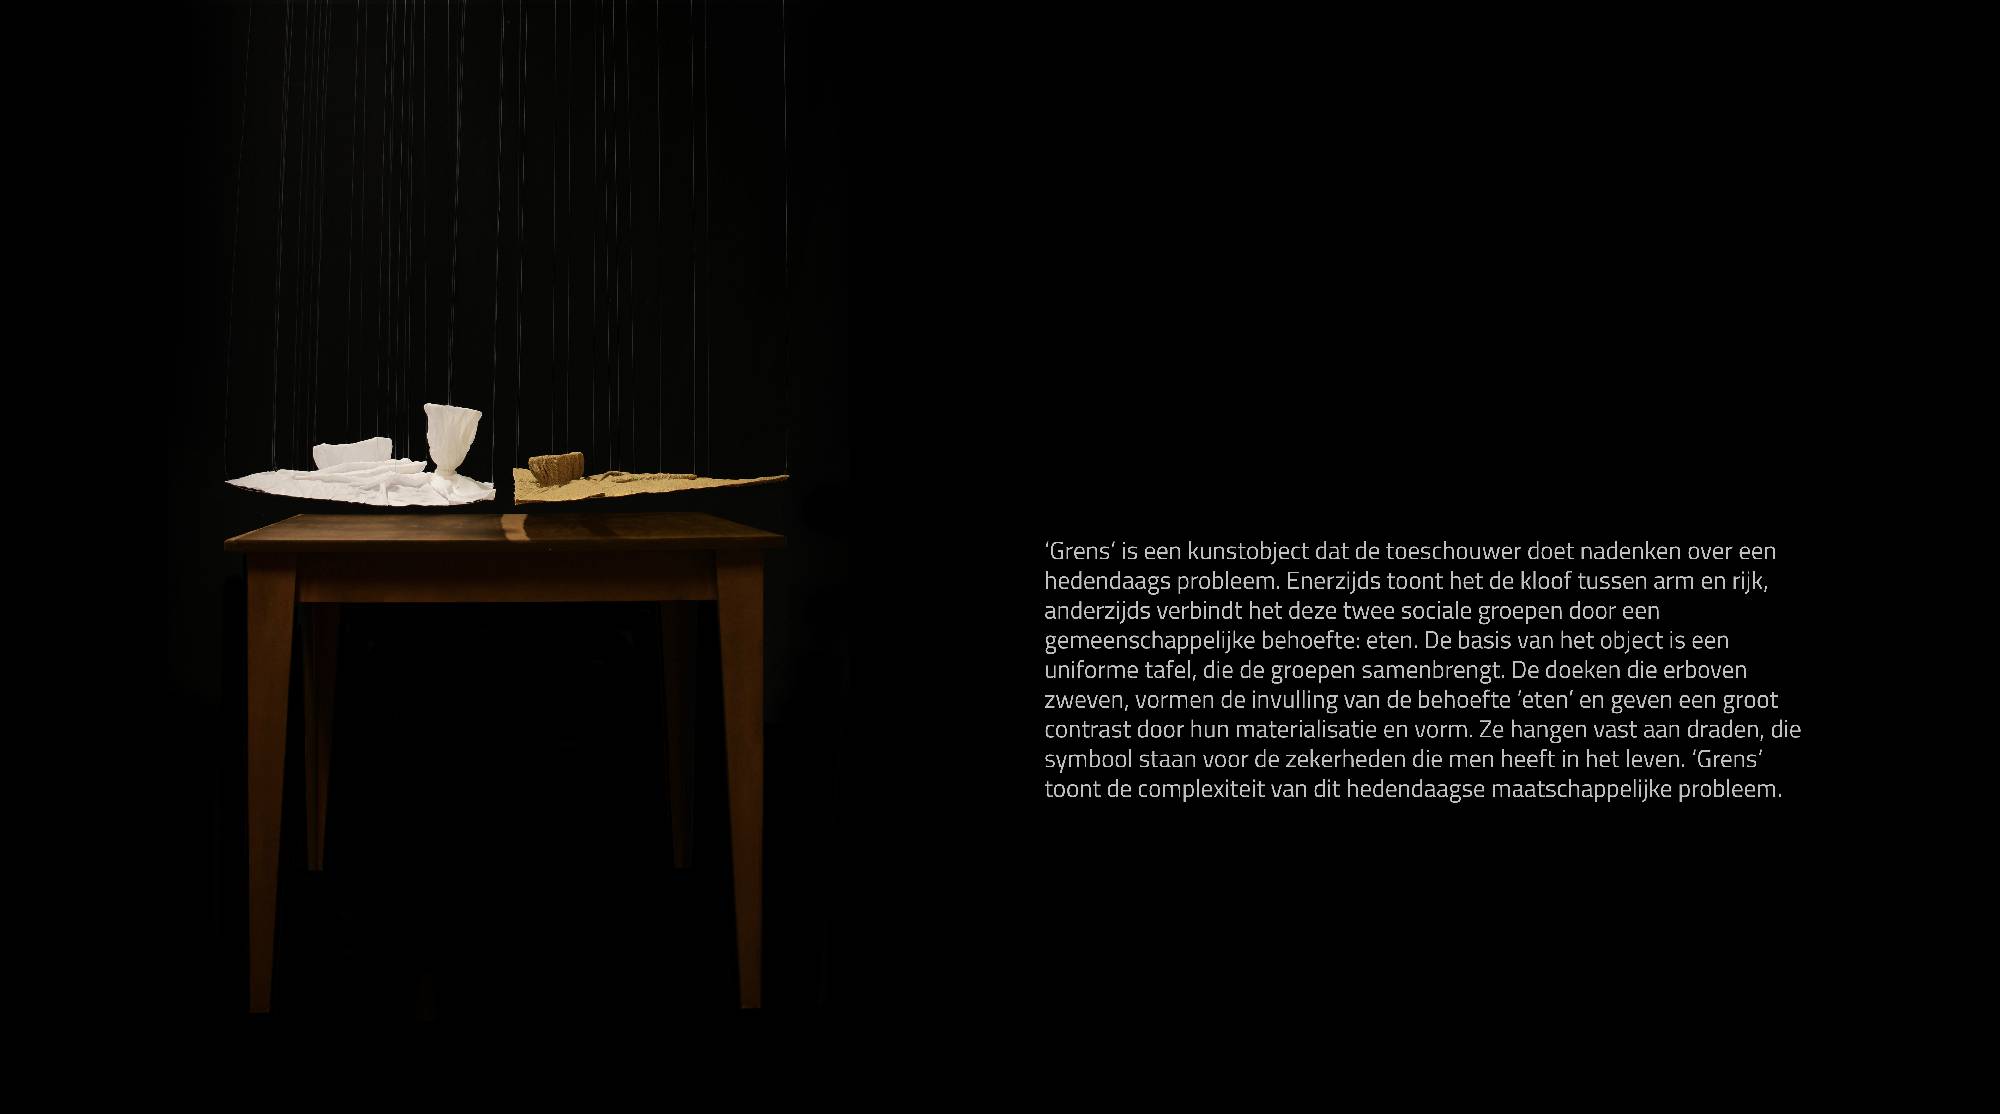 ‘Grens‘ is een kunstobject dat de toeschouwer doet nadenken over een
hedendaags probleem. Enerzijds toont het de kloof tussen arm en rijk,
anderzijds verbindt het deze twee sociale groepen door een
gemeenschappelijke behoefte: eten. De basis van het object is een
uniforme tafel, die de groepen samenbrengt. De doeken die erboven
zweven, vormen de invulling van de behoefte ‘eten’ en geven een groot
contrast door hun materialisatie en vorm. Ze hangen vast aan draden, die
symbool staan voor de zekerheden die men heeft in het leven. ‘Grens’
toont de complexiteit van dit hedendaagse maatschappelijke probleem.